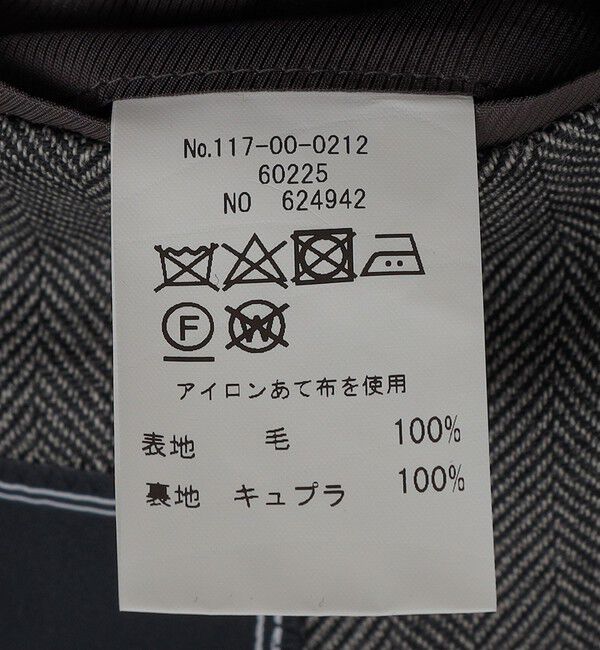 No.117-00-0212
60225
NO 624942
F
W
アイロンあて布を使用
表地 毛 100%
裏地 キュプラ 100%